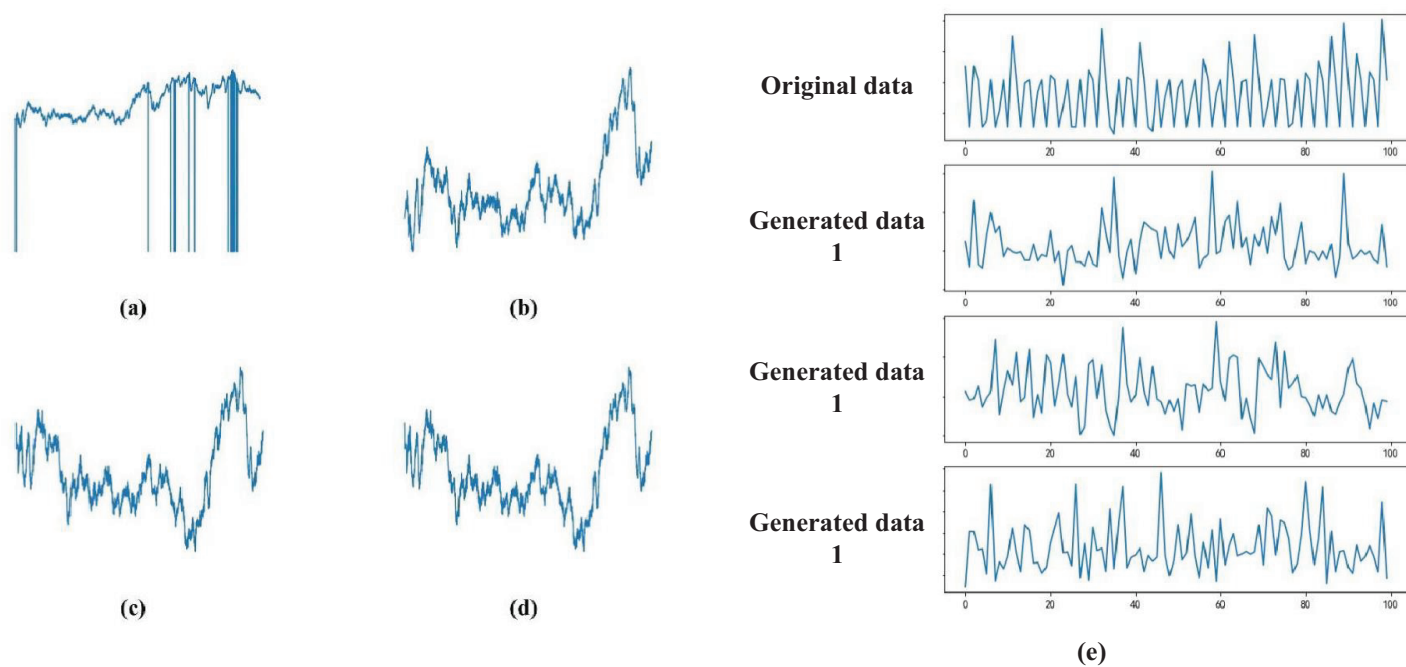 (a)
(b)
(c)
(d)
Original data
0 20 40 60 80 100
Generated data
1
0 20 40 60 80 100
Generated data
1
0 20 40 60 80 100
Generated data
1
0 20 40 60 80 100
(e)